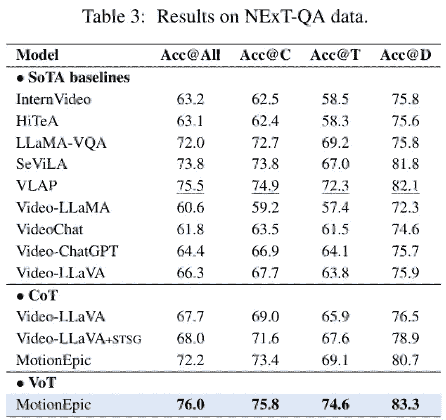 Table 3: Results on NExT-QA data.
Model Acc@All Acc@C Acc@T Acc@D
• SoTA baselines
InternVideo 63.2 62.5 58.5 75.8
HiTeA 63.1 62.4 58.3 75.6
LLaMA-VQA 72.0 72.7 69.2 75.8
SeViLA 73.8 73.8 67.0 81.8
VLAP 75.5 74.9 72.3 82.1
Video-LLaMA 60.6 59.2 57.4 72.3
VideoChat 61.8 63.5 61.5 74.6
Video-ChatGPT 64.4 66.9 64.1 75.7
Video-LLaVA 66.3 67.7 63.8 75.9
• CoT
Video-LLaVA 67.7 69.0 65.9 76.5
Video-LLaVA+STSG 68.0 71.6 67.6 78.9
MotionEpic 72.2 73.4 69.1 80.7
• VoT
MotionEpic 76.0 75.8 74.6 83.3